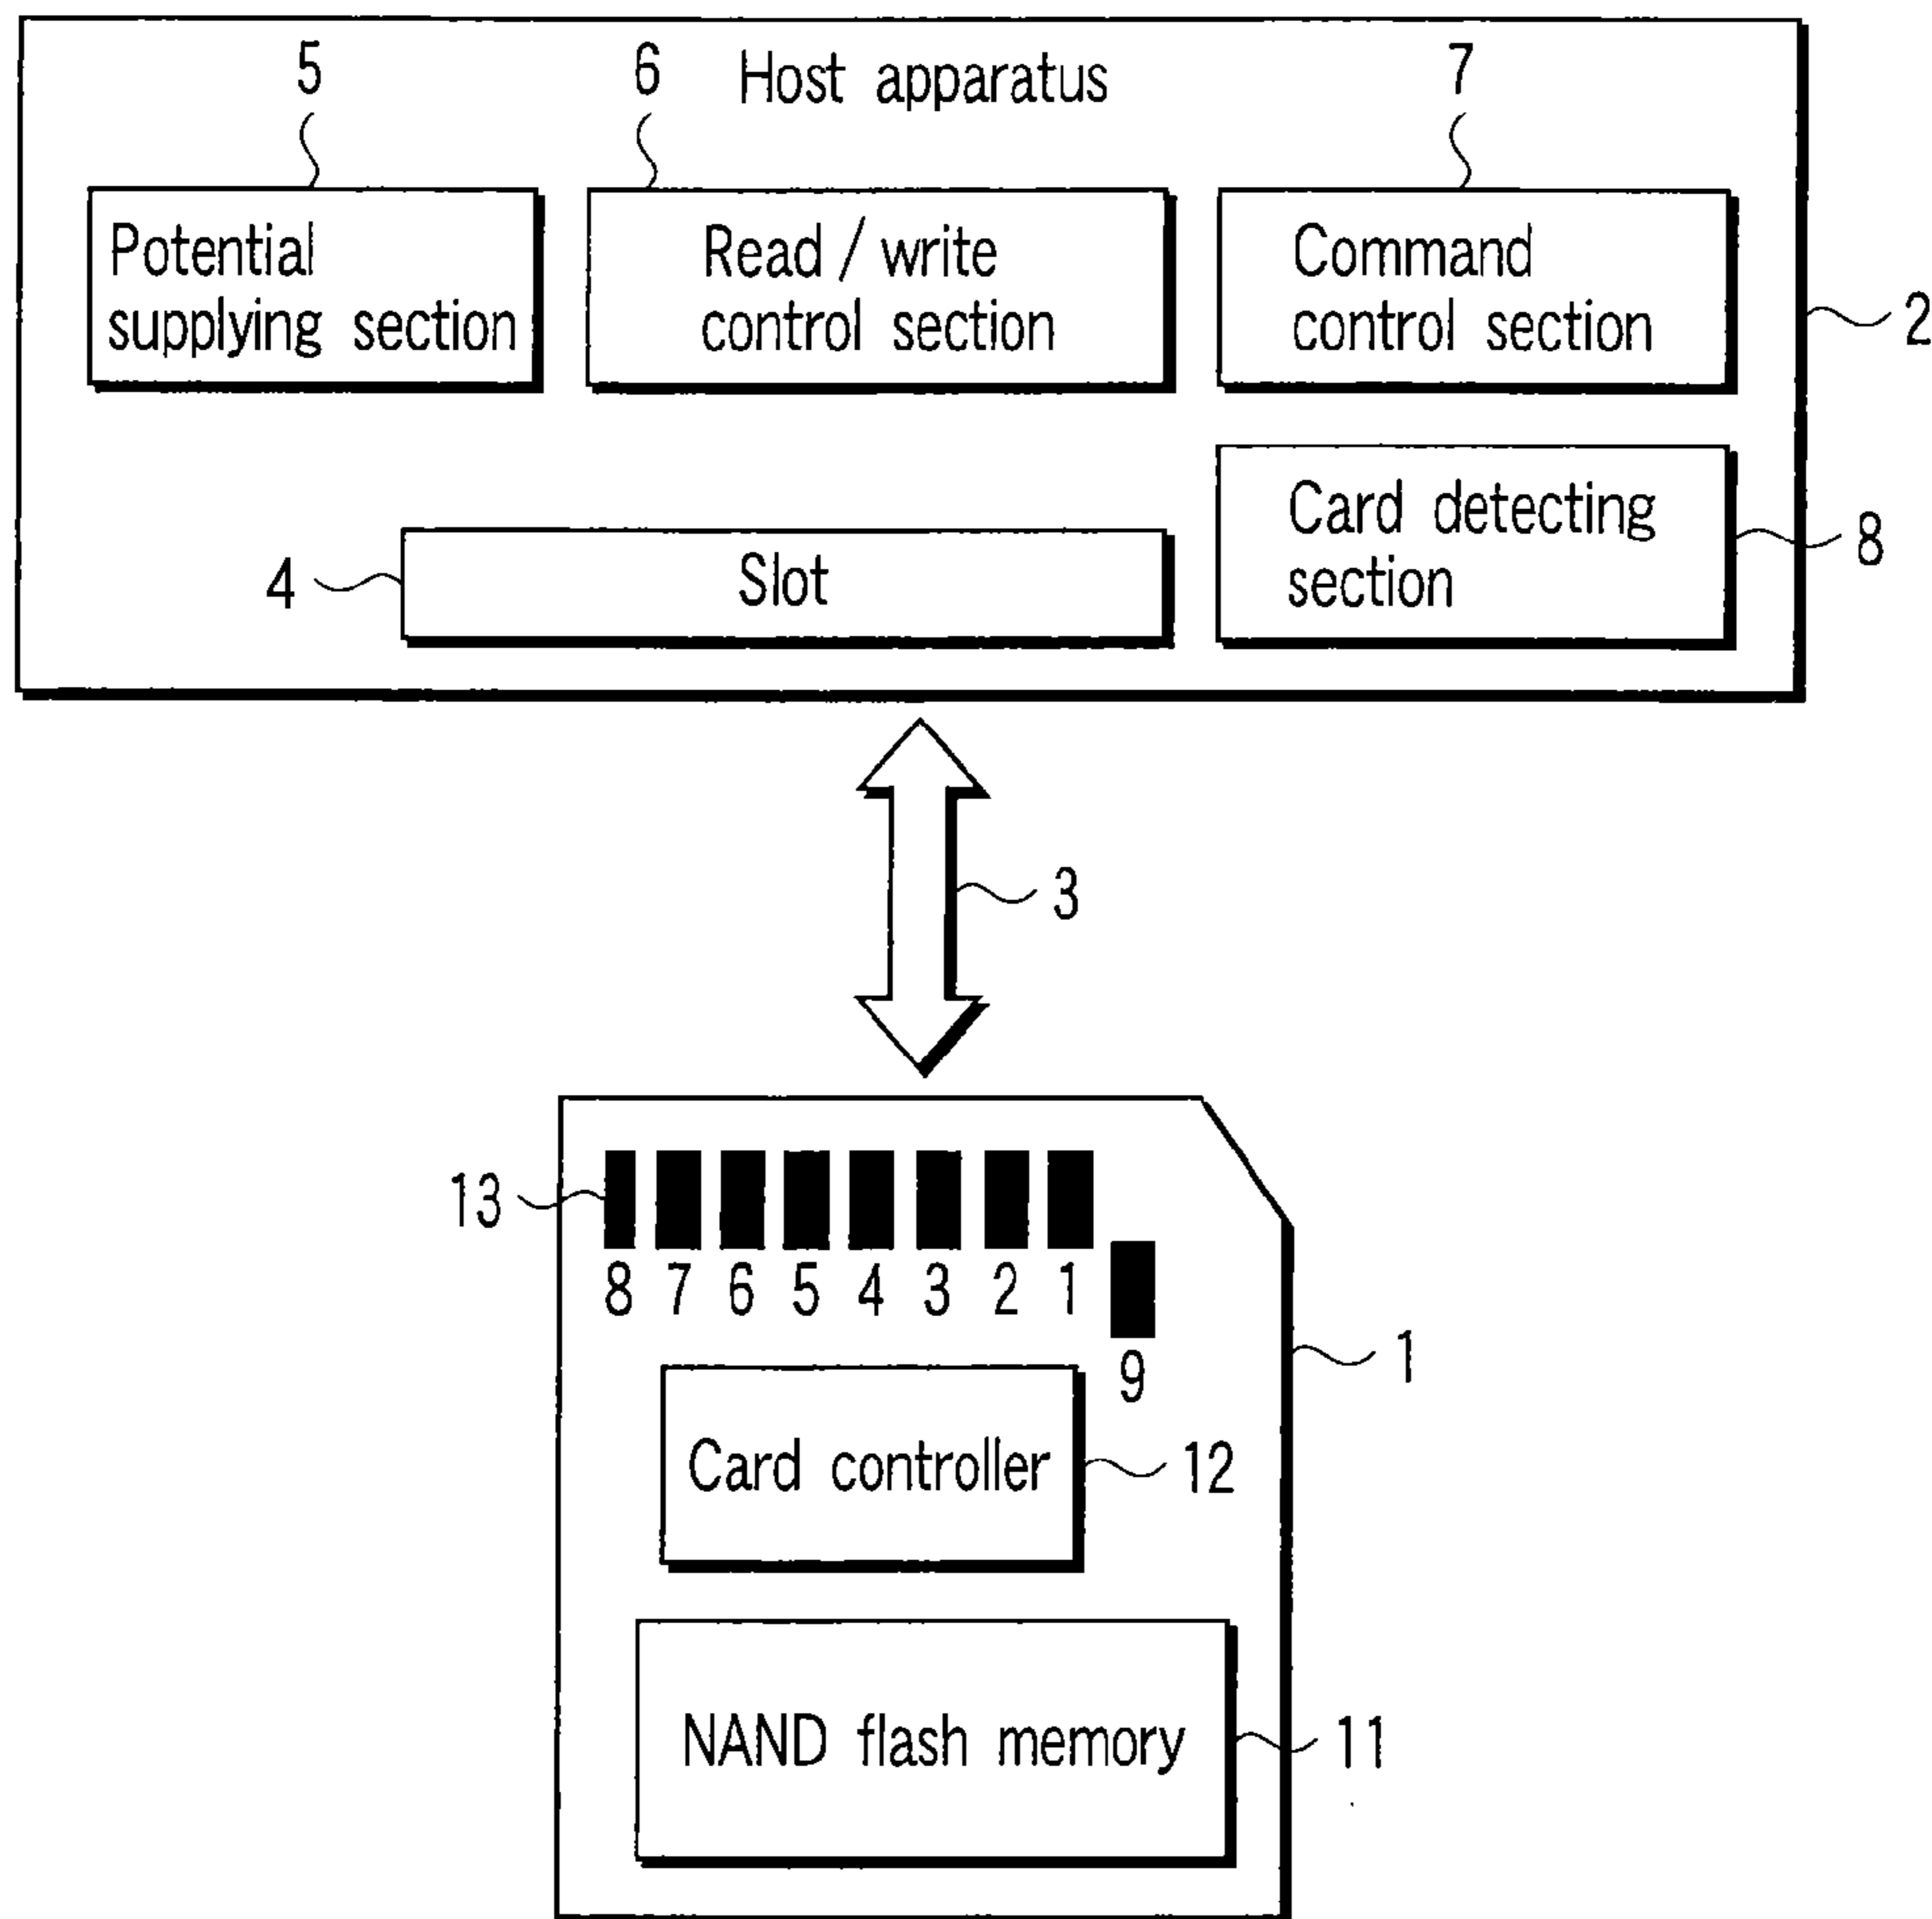 5 6 Host apparatus 7
Potential
supplying section
Read / write
control section
Command
control section
2
Card detecting
section
8
4 Slot
3
13
8 7 6 5 4 3 2 1
9
1
Card controller
12
NAND flash memory
11